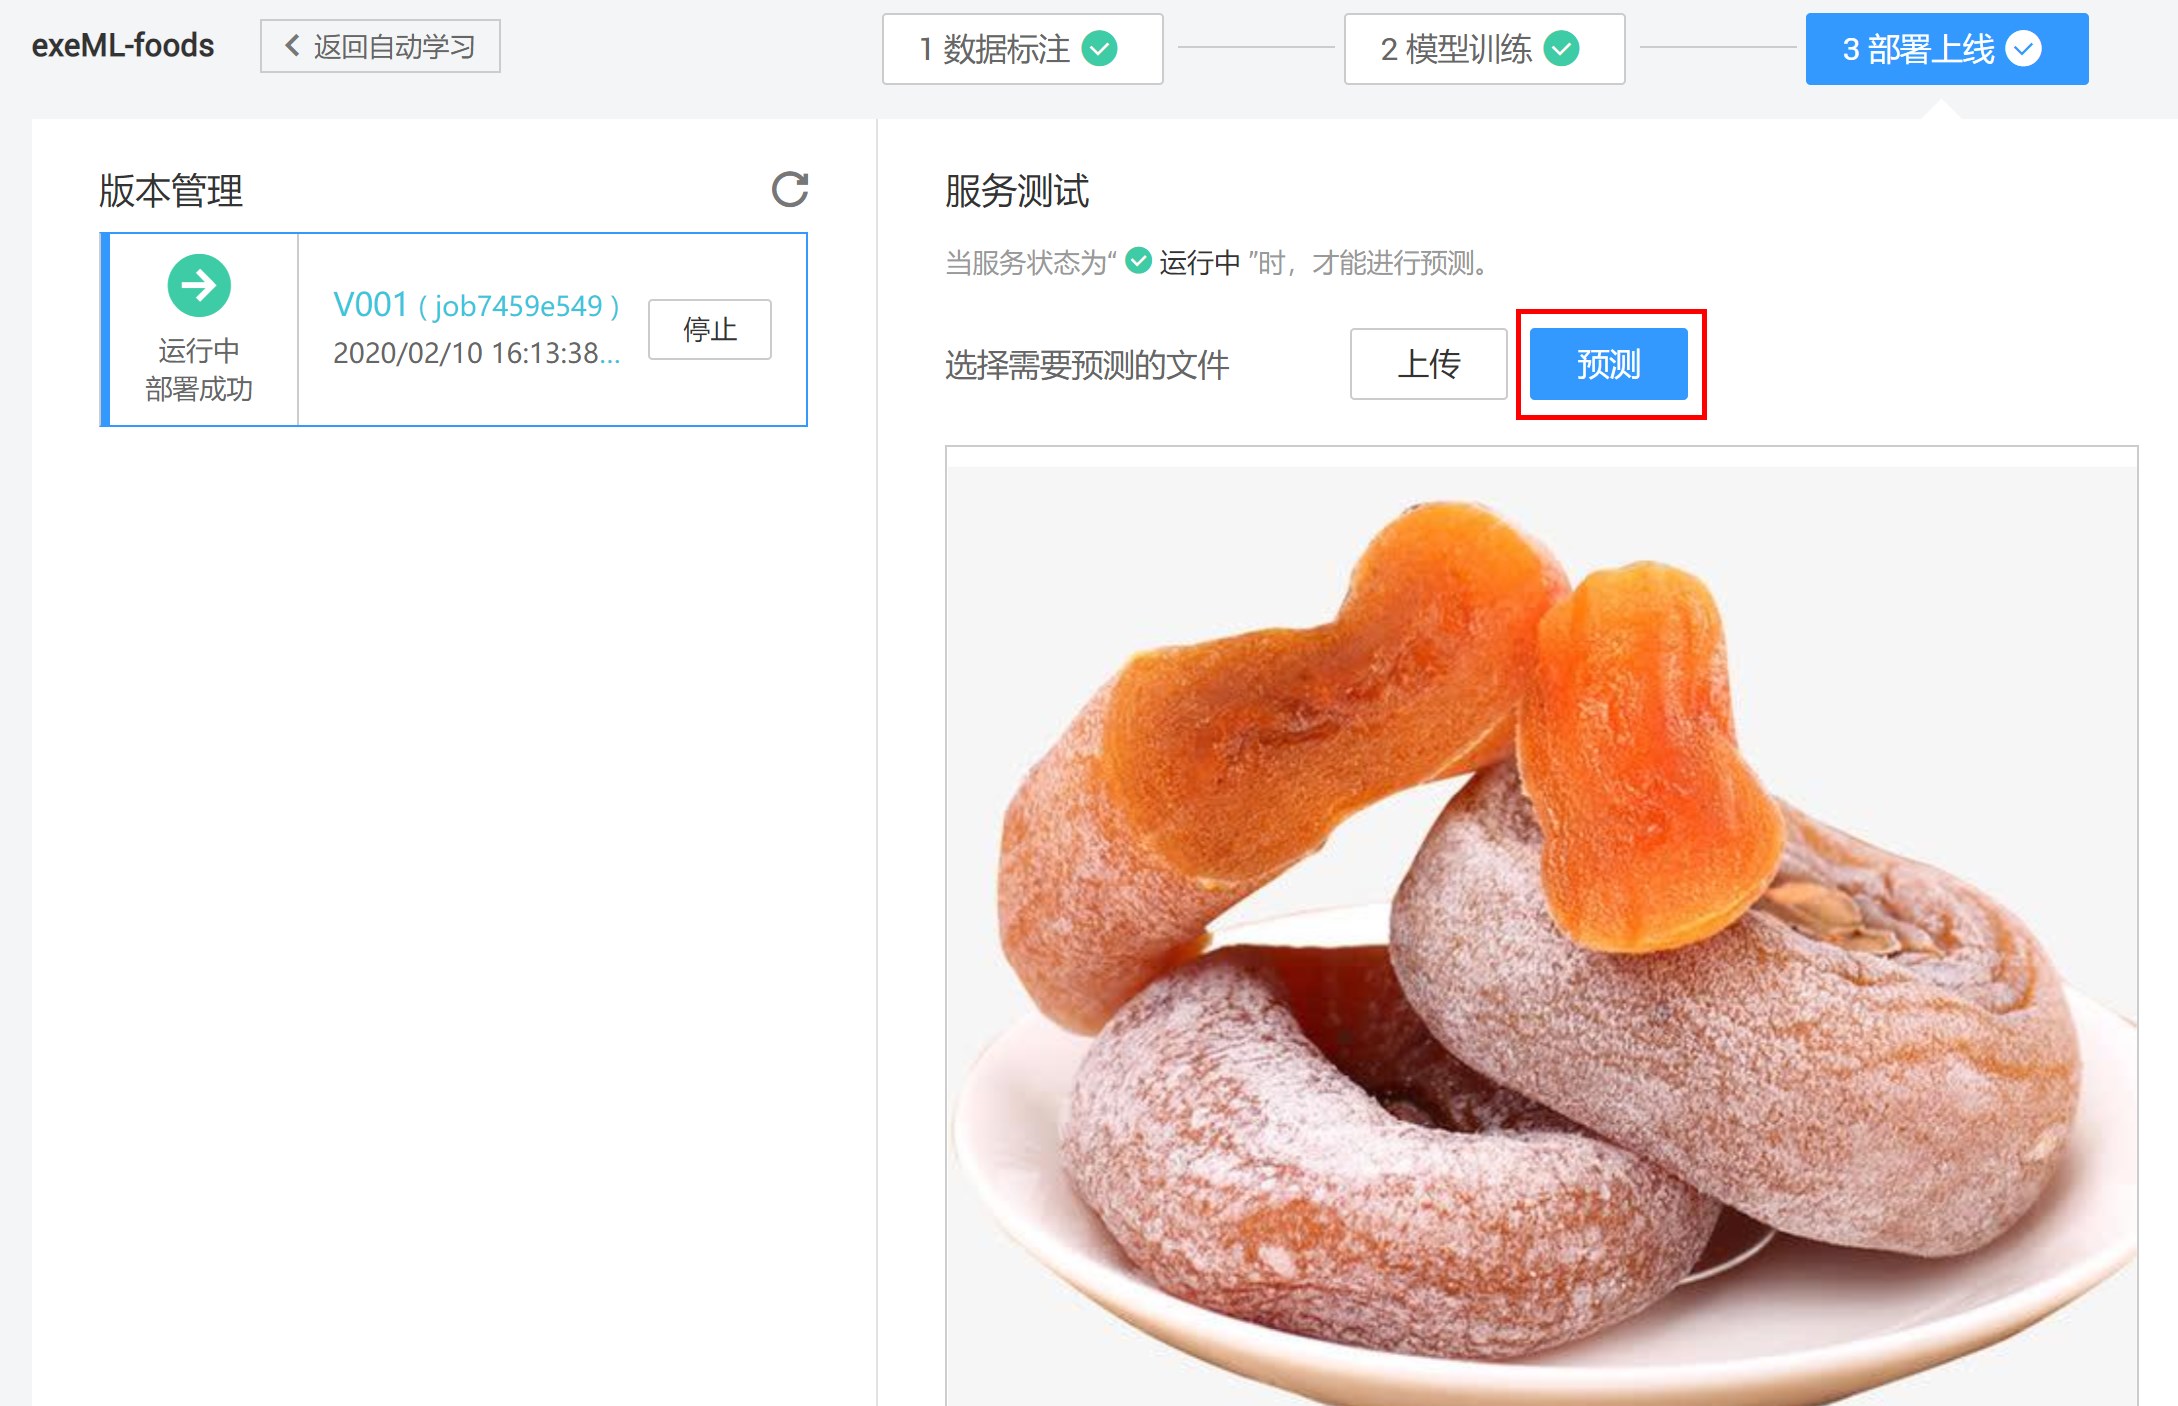 exeML-foods
返回自动学习
1 数据标注
2 模型训练
3 部署上线
版本管理
运行中
部署成功
V001 ( job7459e549 )
2020/02/10 16:13:38...
停止
服务测试
当服务状态为“ 运行中 ”时，才能进行预测。
选择需要预测的文件
上传
预测